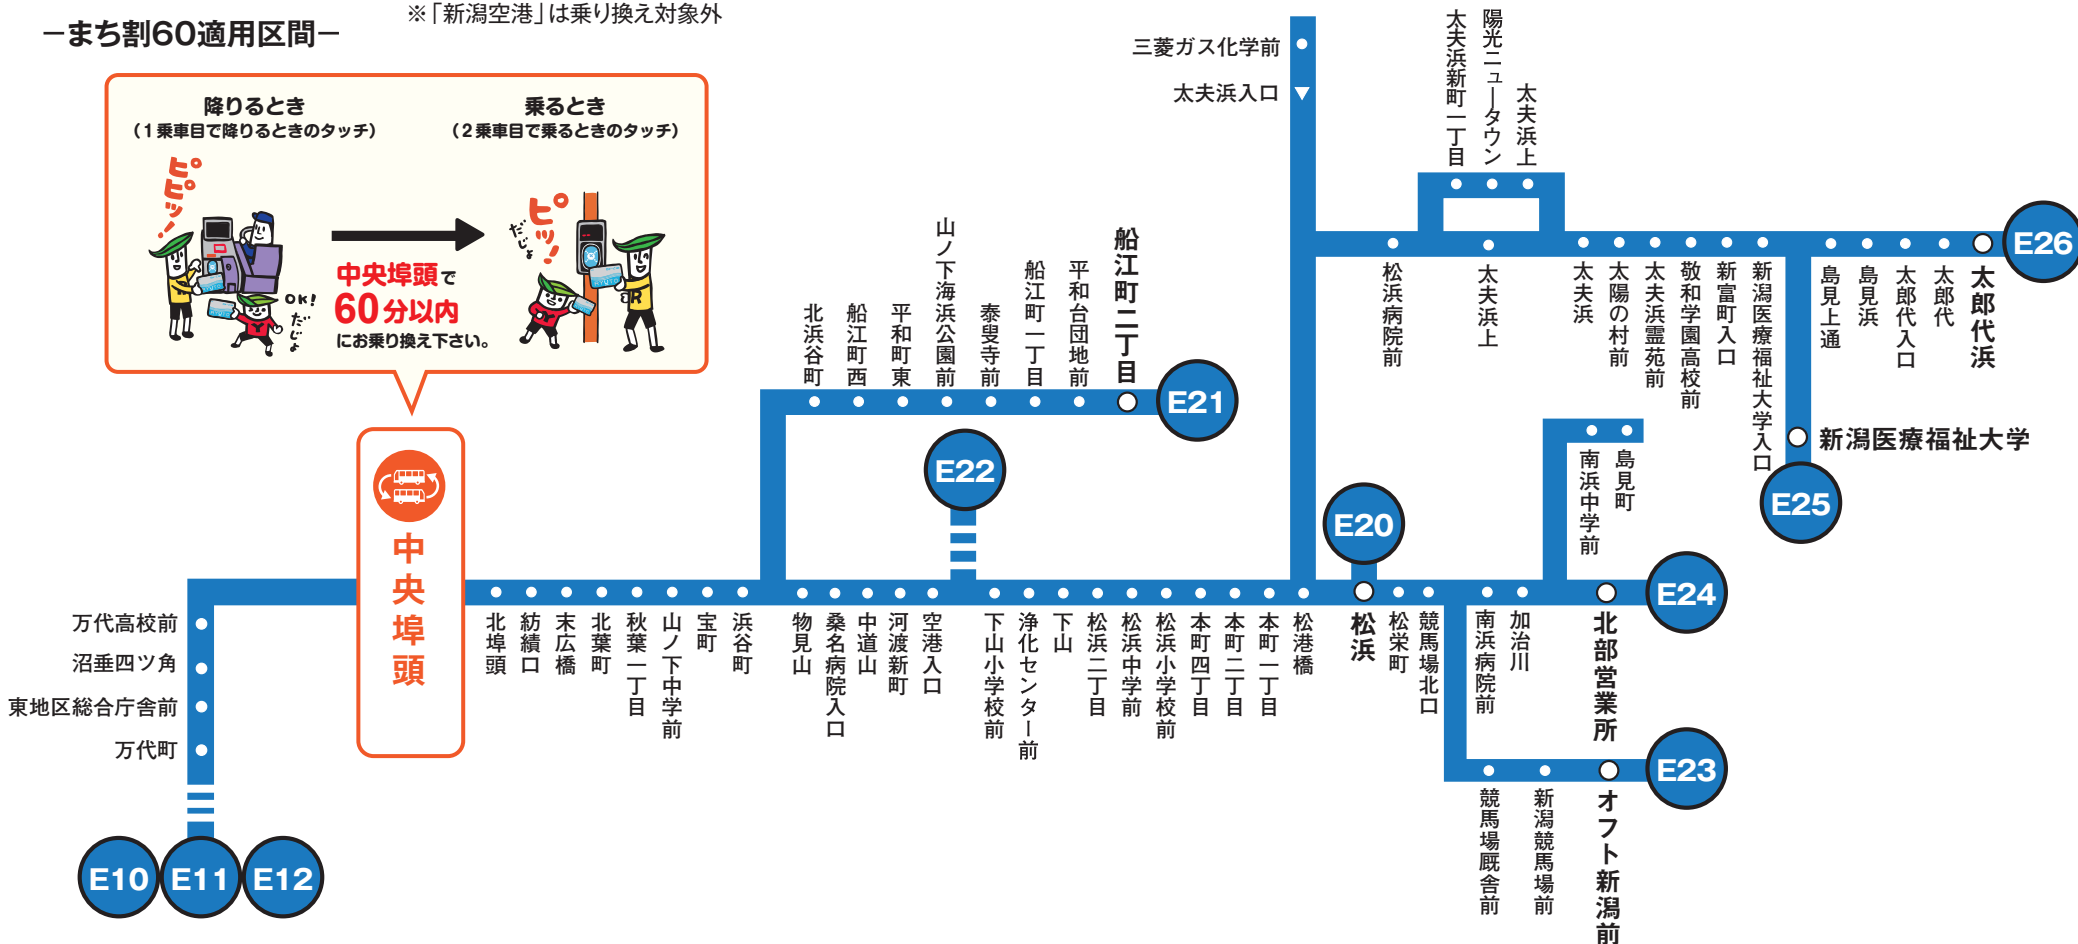 ※「新潟空港」は乗り換え対象外
−まち割60適用区間−
降りるとき
（1乗車目で降りるときのタッチ）
乗るとき
（2乗車目で乗るときのタッチ）
ピピピッ！
OK!
だじょ
ピッ！
だじょ
中央埠頭で
60分以内
にお乗り換え下さい。
中央埠頭
万代高校前
沼垂四ツ角
東地区総合庁舎前
万代町
E10
E11
E12
北埠頭
紡績口
末広橋
北葉町
秋葉一丁目
山ノ下中学前
宝町
浜谷町
北浜谷町
船江町西
平和町東
山ノ下海浜公園前
泰叟寺前
船江町一丁目
平和台団地前
船江町二丁目
E21
物見山
桑名病院入口
中道山
河渡新町
空港入口
E22
下山小学校前
浄化センター前
下山
松浜二丁目
松浜中学前
松浜小学校前
本町四丁目
本町二丁目
本町一丁目
松港橋
三菱ガス化学前
太夫浜入口
松浜病院前
太夫浜新町一丁目
陽光ニュータウン
太夫浜上
太夫浜上
太夫浜
太陽の村前
太夫浜霊苑前
敬和学園高校前
新富町入口
新潟医療福祉大学入口
島見上通
島見浜
太郎代入口
太郎代
太郎代浜
E26
新潟医療福祉大学
E25
E20
松浜
松栄町
競馬場北口
南浜病院前
加治川
南浜中学前
島見町
北部営業所
E24
競馬場厩舎前
新潟競馬場前
オフト新潟前
E23